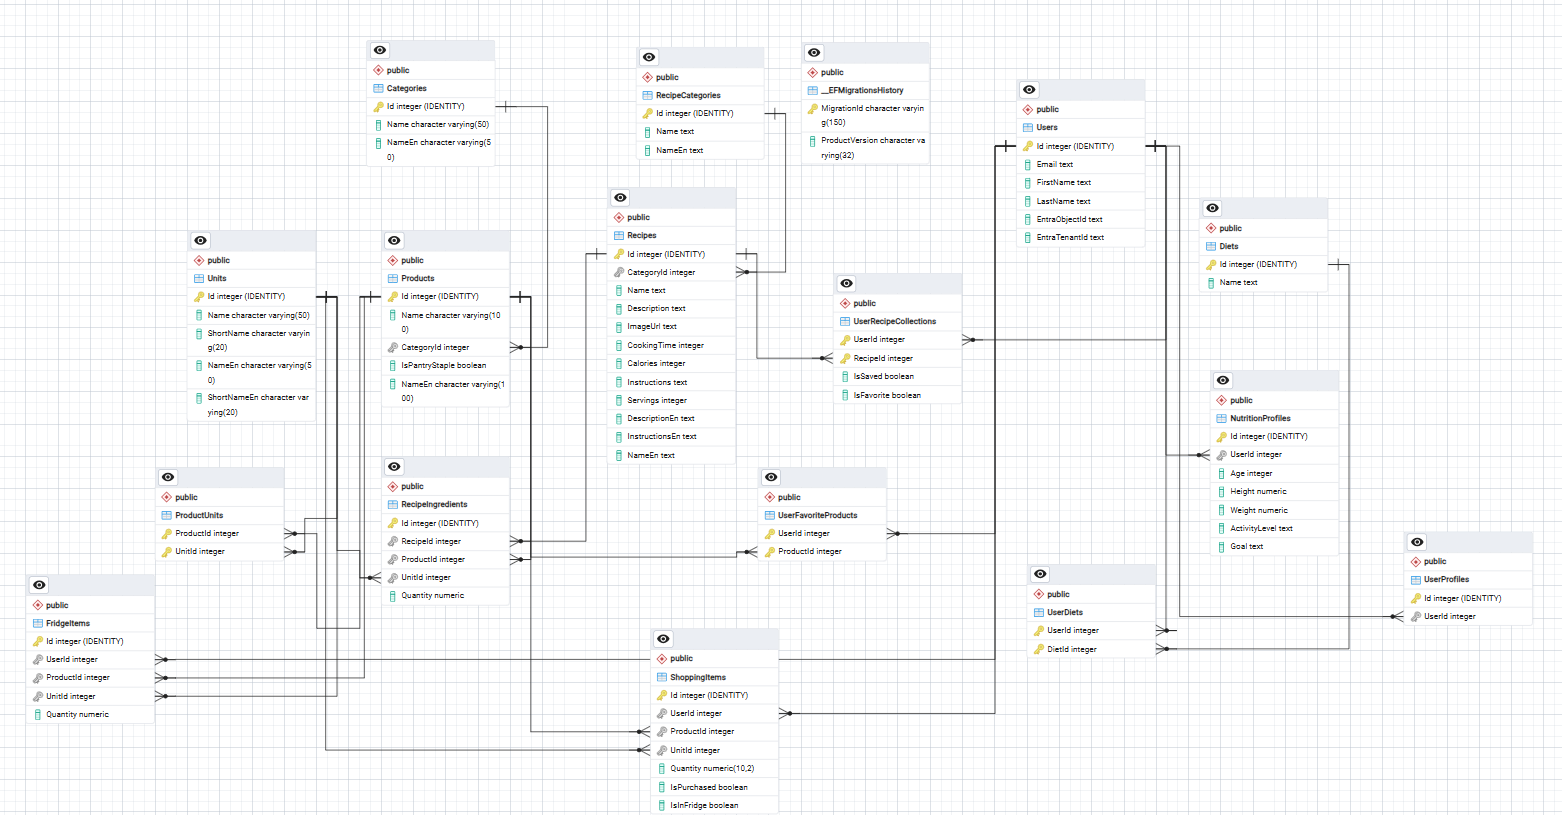 public
Categories
Id integer (IDENTITY)
Name character varying(50)
NameEn character varying(5
0)
public
RecipeCategories
Id integer (IDENTITY)
Name text
NameEn text
public
__EFMigrationsHistory
MigrationId character varyin
g(150)
ProductVersion character va
rying(32)
public
Users
Id integer (IDENTITY)
Email text
FirstName text
LastName text
EntraObjectId text
EntraTenantId text
public
Recipes
Id integer (IDENTITY)
CategoryId integer
Name text
Description text
ImageUrl text
CookingTime integer
Calories integer
Instructions text
Servings integer
DescriptionEn text
InstructionsEn text
NameEn text
public
Diets
Id integer (IDENTITY)
Name text
public
Units
Id integer (IDENTITY)
Name character varying(50)
ShortName character varyin
g(20)
NameEn character varying(5
0)
ShortNameEn character var
ying(20)
public
Products
Id integer (IDENTITY)
Name character varying(10
0)
CategoryId integer
IsPantryStaple boolean
NameEn character varying(1
00)
public
UserRecipeCollections
UserId integer
RecipeId integer
IsSaved boolean
IsFavorite boolean
public
NutritionProfiles
Id integer (IDENTITY)
UserId integer
Age integer
Height numeric
Weight numeric
ActivityLevel text
Goal text
public
ProductUnits
ProductId integer
UnitId integer
public
RecipeIngredients
Id integer (IDENTITY)
RecipeId integer
ProductId integer
UnitId integer
Quantity numeric
public
UserFavoriteProducts
UserId integer
ProductId integer
public
UserProfiles
Id integer (IDENTITY)
UserId integer
public
FridgeItems
Id integer (IDENTITY)
UserId integer
ProductId integer
UnitId integer
Quantity numeric
public
UserDiets
UserId integer
DietId integer
public
ShoppingItems
Id integer (IDENTITY)
UserId integer
ProductId integer
UnitId integer
Quantity numeric(10,2)
IsPurchased boolean
IsInFridge boolean